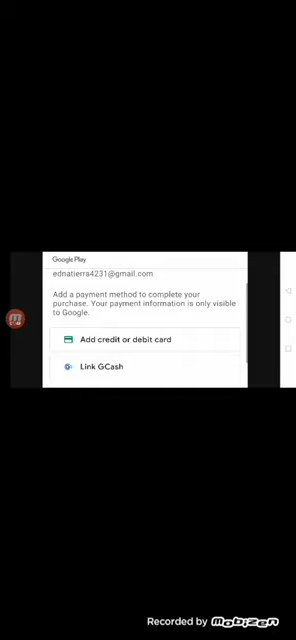 Google Play
ednatierra4231@gmail.com
Add a payment method to complete your
purchase. Your payment information is only visible
to Google.
Add credit or debit card
Link GCash
Recorded by Mobizen